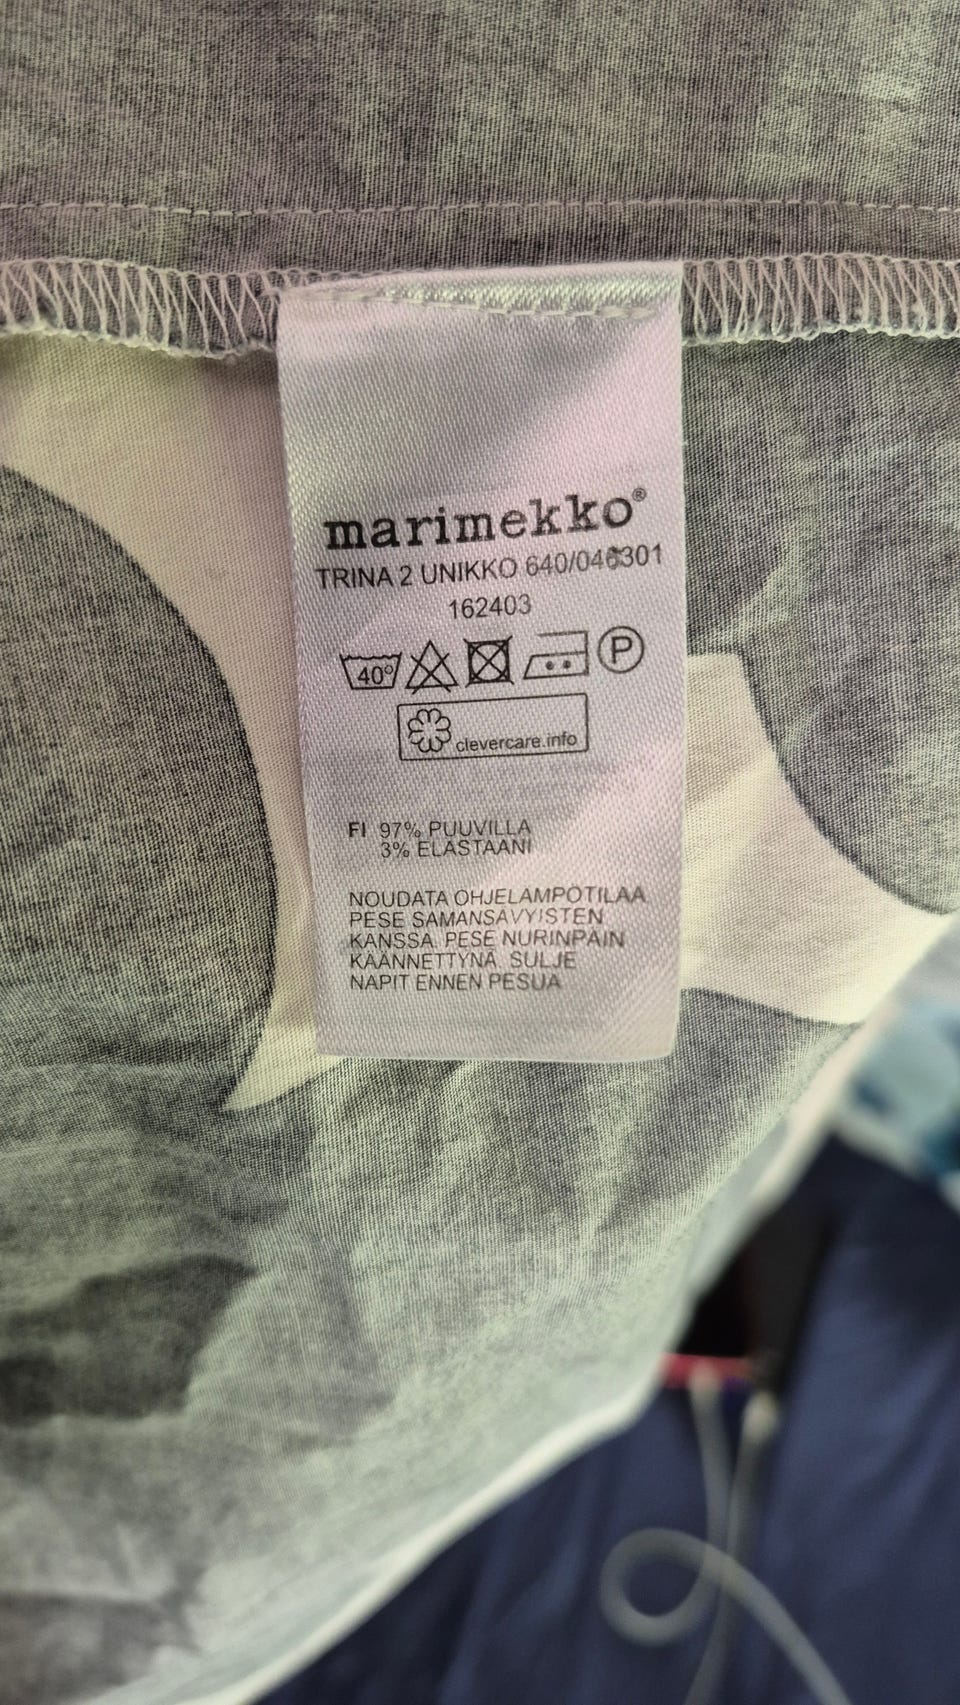 marimekko®
TRINA 2 UNIKKO 640/046301
162403
40° P
clevercare.info
FI 97% PUUVILLA
3% ELASTAANI
NOUDATA OHJELÄMPÖTILAA
PESE SAMANSÄVYISTEN
KANSSA. PESE NURINPÄIN
KÄÄNNETTYNÄ. SULJE
NAPIT ENNEN PESUA